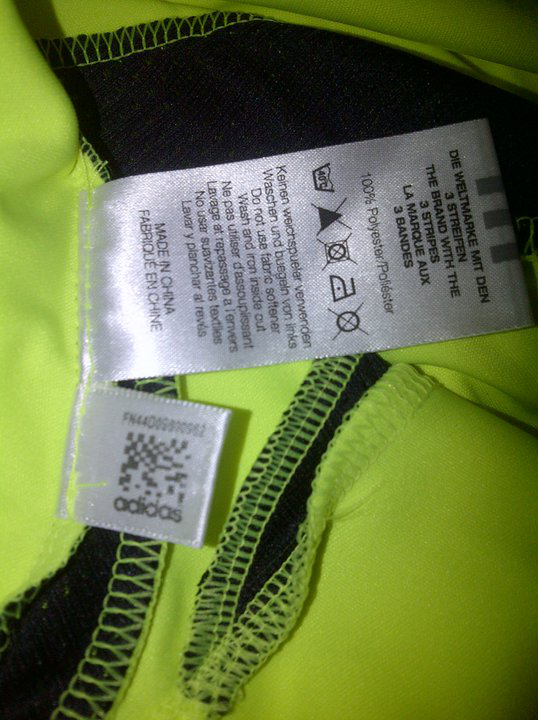 DIE WELTMARKE MIT DEN
3 STREIFEN
THE BRAND WITH THE
3 STRIPES
LA MARQUE AUX
3 BANDES
100% Polyester/Poliéster
Keinen weichspueler verwenden
Waschen und buegeln von links
Do not use fabric softener
Wash and iron inside out
Ne pas utiliser d'assouplissant
Lavage et repassage à l'envers
No usar suavizantes textiles
Lavar y planchar al revés
MADE IN CHINA
FABRIQUÉ EN CHINE
adidas